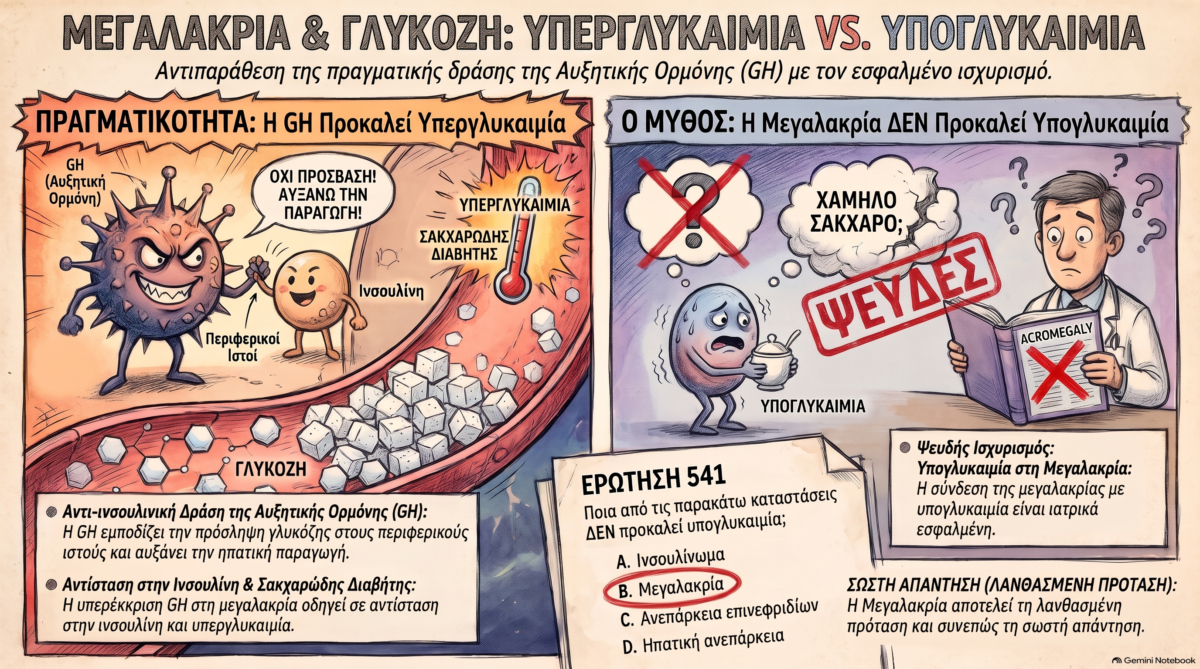 ΜΕΓΑΛΑΚΡΙΑ & ΓΛΥΚΟΖΗ: ΥΠΕΡΓΛΥΚΑΙΜΙΑ VS. ΥΠΟΓΛΥΚΑΙΜΙΑ
Αντιπαράθεση της πραγματικής δράσης της Αυξητικής Ορμόνης (GH) με τον εσφαλμένο ισχυρισμό.
ΠΡΑΓΜΑΤΙΚΟΤΗΤΑ: Η GH Προκαλεί Υπεργλυκαιμία
GH
(Αυξητική
Ορμόνη)
ΟΧΙ ΠΡΟΣΒΑΣΗ!
ΑΥΞΑΝΩ ΤΗΝ
ΠΑΡΑΓΩΓΗ!
ΥΠΕΡΓΛΥΚΑΙΜΙΑ
ΣΑΚΧΑΡΩΔΗΣ
ΔΙΑΒΗΤΗΣ
Ινσουλίνη
Περιφερικοί
Ιστοί
ΓΛΥΚΟΖΗ
Αντι-ινσουλινική Δράση της Αυξητικής Ορμόνης (GH):
Η GH εμποδίζει την πρόσληψη γλυκόζης στους περιφερικούς
ιστούς και αυξάνει την ηπατική παραγωγή.
Αντίσταση στην Ινσουλίνη & Σακχαρώδης Διαβήτης:
Η υπερέκκριση GH στη μεγαλακρία οδηγεί σε αντίσταση
στην ινσουλίνη και υπεργλυκαιμία.
Ο ΜΥΘΟΣ: Η Μεγαλακρία ΔΕΝ Προκαλεί Υπογλυκαιμία
?
ΧΑΜΗΛΟ
ΣΑΚΧΑΡΟ;
ΨΕΥΔΕΣ
? ? ? ? ?
ACROMEGALY
ΥΠΟΓΛΥΚΑΙΜΙΑ
ΕΡΩΤΗΣΗ 541
Ποια από τις παρακάτω καταστάσεις
ΔΕΝ προκαλεί υπογλυκαιμία;
A. Ινσουλίνωμα
B. Μεγαλακρία
C. Ανεπάρκεια επινεφριδίων
D. Ηπατική ανεπάρκεια
Ψευδής Ισχυρισμός:
Υπογλυκαιμία στη Μεγαλακρία:
Η σύνδεση της μεγαλακρίας με
υπογλυκαιμία είναι ιατρικά
εσφαλμένη.
ΣΩΣΤΗ ΑΠΑΝΤΗΣΗ (ΛΑΝΘΑΣΜΕΝΗ ΠΡΟΤΑΣΗ):
Η Μεγαλακρία αποτελεί τη λανθασμένη
πρόταση και συνεπώς τη σωστή απάντηση.
Gemini Notebook